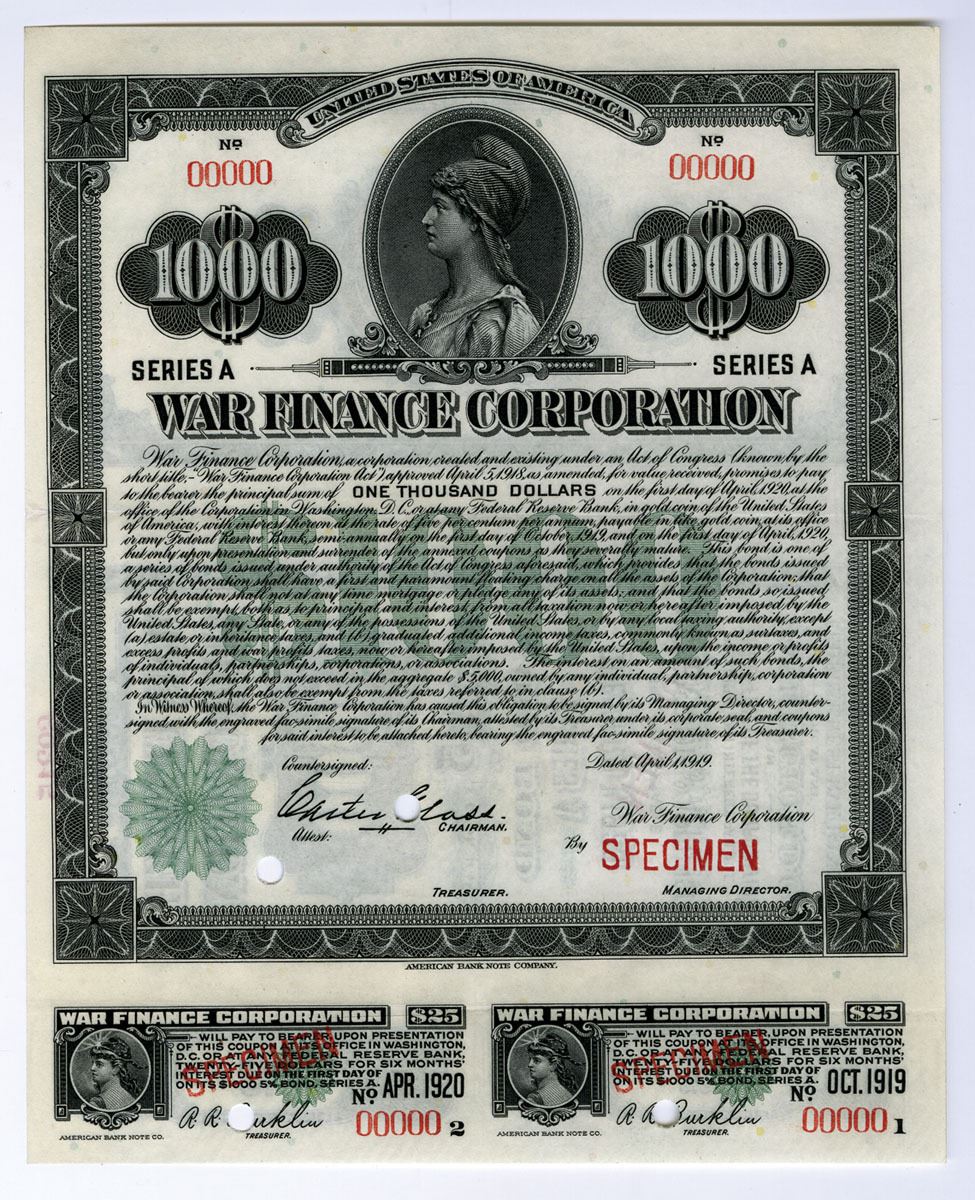 UNITED STATES OF AMERICA
No No
00000 00000
$1000 $1000
SERIES A SERIES A
WAR FINANCE CORPORATION
War Finance Corporation, a corporation, created and existing under an Act of Congress (known by the
short title, "War Finance Corporation Act") approved April 5, 1918, as amended, for value received, promises to pay
to the bearer the principal sum of ONE THOUSAND DOLLARS on the first day of April, 1920, at the
office of the Corporation in Washington, D.C. or at any Federal Reserve Bank, in gold coin of the United States
of America, with interest thereon at the rate of five per centum per annum, payable in like gold coin, at its office
or any Federal Reserve Bank, semi-annually on the first day of October, 1919, and on the first day of April, 1920,
but only upon presentation and surrender of the annexed coupons as they severally mature. This bond is one of
a series of bonds issued under authority of the Act of Congress aforesaid, which provides that the bonds issued
by said Corporation shall have a first and paramount floating charge on all the assets of the Corporation; that
the Corporation shall not at any time mortgage or pledge any of its assets; and that the bonds so issued
shall be exempt, both as to principal and interest, from all taxation now or hereafter imposed by the
United States, any State, or any of the possessions of the United States, or by any local taxing authority, except
(a) estate or inheritance taxes, and (b) graduated additional income taxes, commonly known as surtaxes, and
excess profits and war profits taxes, now or hereafter imposed by the United States, upon the income or profits
of individuals, partnerships, corporations, or associations. The interest on an amount of such bonds, the
principal of which does not exceed in the aggregate $5,000, owned by any individual, partnership, corporation
or association, shall also be exempt from the taxes referred to in clause (b).
In Witness Whereof, the War Finance Corporation has caused this obligation to be signed by its Managing Director, counter-
signed with the engraved fac-simile signature of its Chairman, attested by its Treasurer under its corporate seal, and coupons
for said interest to be attached hereto, bearing the engraved fac-simile signature of its Treasurer.
Countersigned: Dated April 1, 1919.
Carter Glass.
CHAIRMAN.
War Finance Corporation
Attest:
By SPECIMEN
TREASURER. MANAGING DIRECTOR.
AMERICAN BANK NOTE COMPANY.
WAR FINANCE CORPORATION $25
WILL PAY TO BEARER, UPON PRESENTATION
OF THIS COUPON AT ITS OFFICE IN WASHINGTON,
D.C. OR AT ANY FEDERAL RESERVE BANK,
TWENTY-FIVE DOLLARS FOR SIX MONTHS'
INTEREST DUE ON THE FIRST DAY OF
ON ITS $1000 5% BOND, SERIES A. APR. 1920
SPECIMEN
No 00000 2
R. R. Burklin
TREASURER.
AMERICAN BANK NOTE CO.
WAR FINANCE CORPORATION $25
WILL PAY TO BEARER, UPON PRESENTATION
OF THIS COUPON AT ITS OFFICE IN WASHINGTON,
D.C. OR AT ANY FEDERAL RESERVE BANK,
TWENTY-FIVE DOLLARS FOR SIX MONTHS'
INTEREST DUE ON THE FIRST DAY OF
ON ITS $1000 5% BOND, SERIES A. OCT. 1919
SPECIMEN
No 00000 1
R. R. Burklin
TREASURER.
AMERICAN BANK NOTE CO.